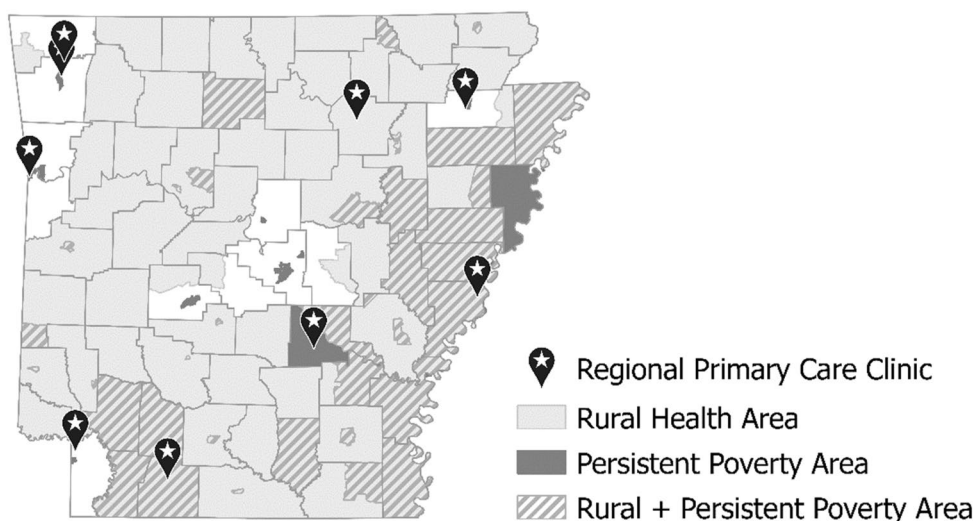 Regional Primary Care Clinic
Rural Health Area
Persistent Poverty Area
Rural + Persistent Poverty Area